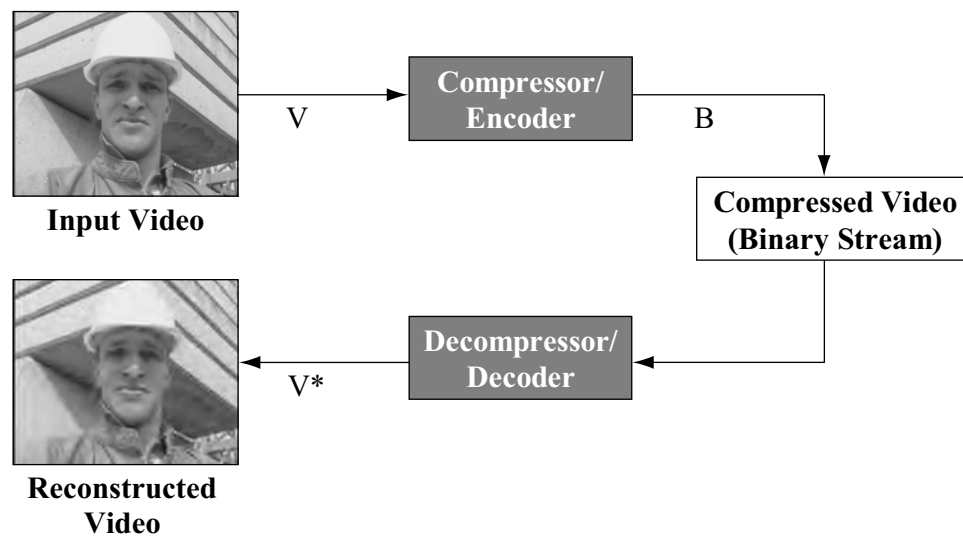 Compressor/
Encoder
V
B
Input Video
Compressed Video
(Binary Stream)
Decompressor/
Decoder
V*
Reconstructed
Video